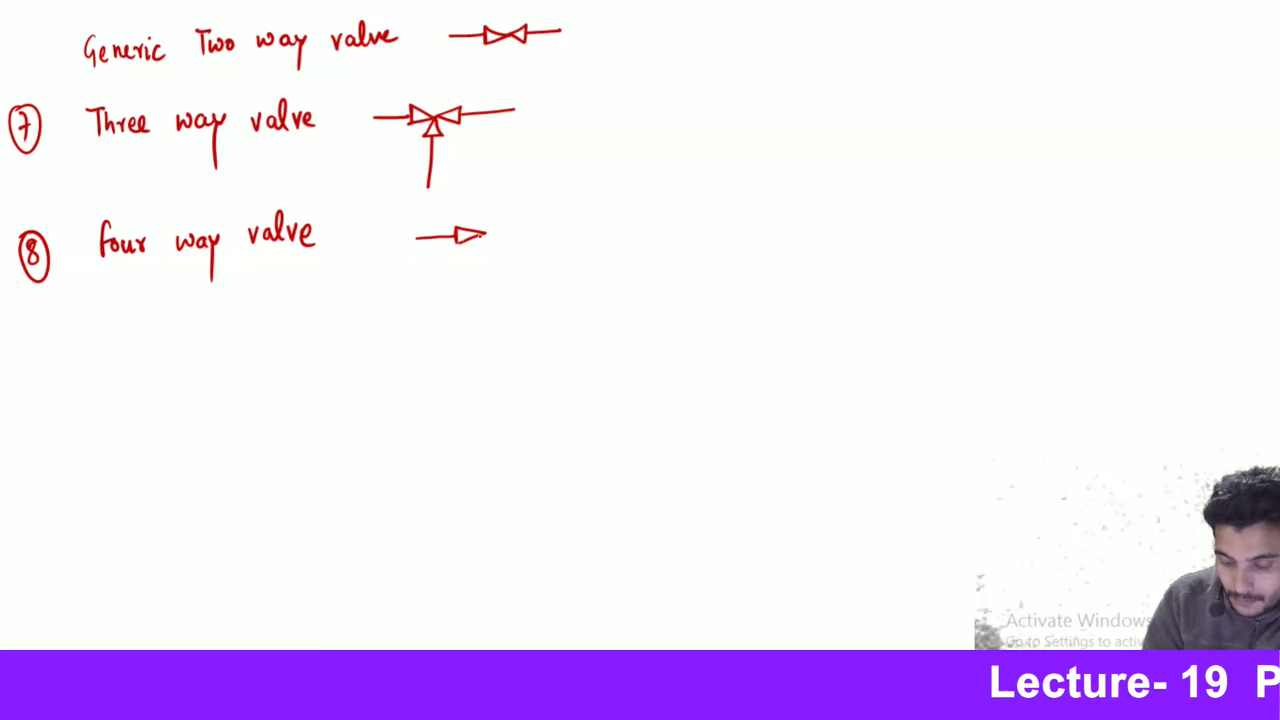 Generic Two way valve
7 Three way valve
8 four way valve
Activate Windows
Go to Settings to activ
Lecture- 19 P